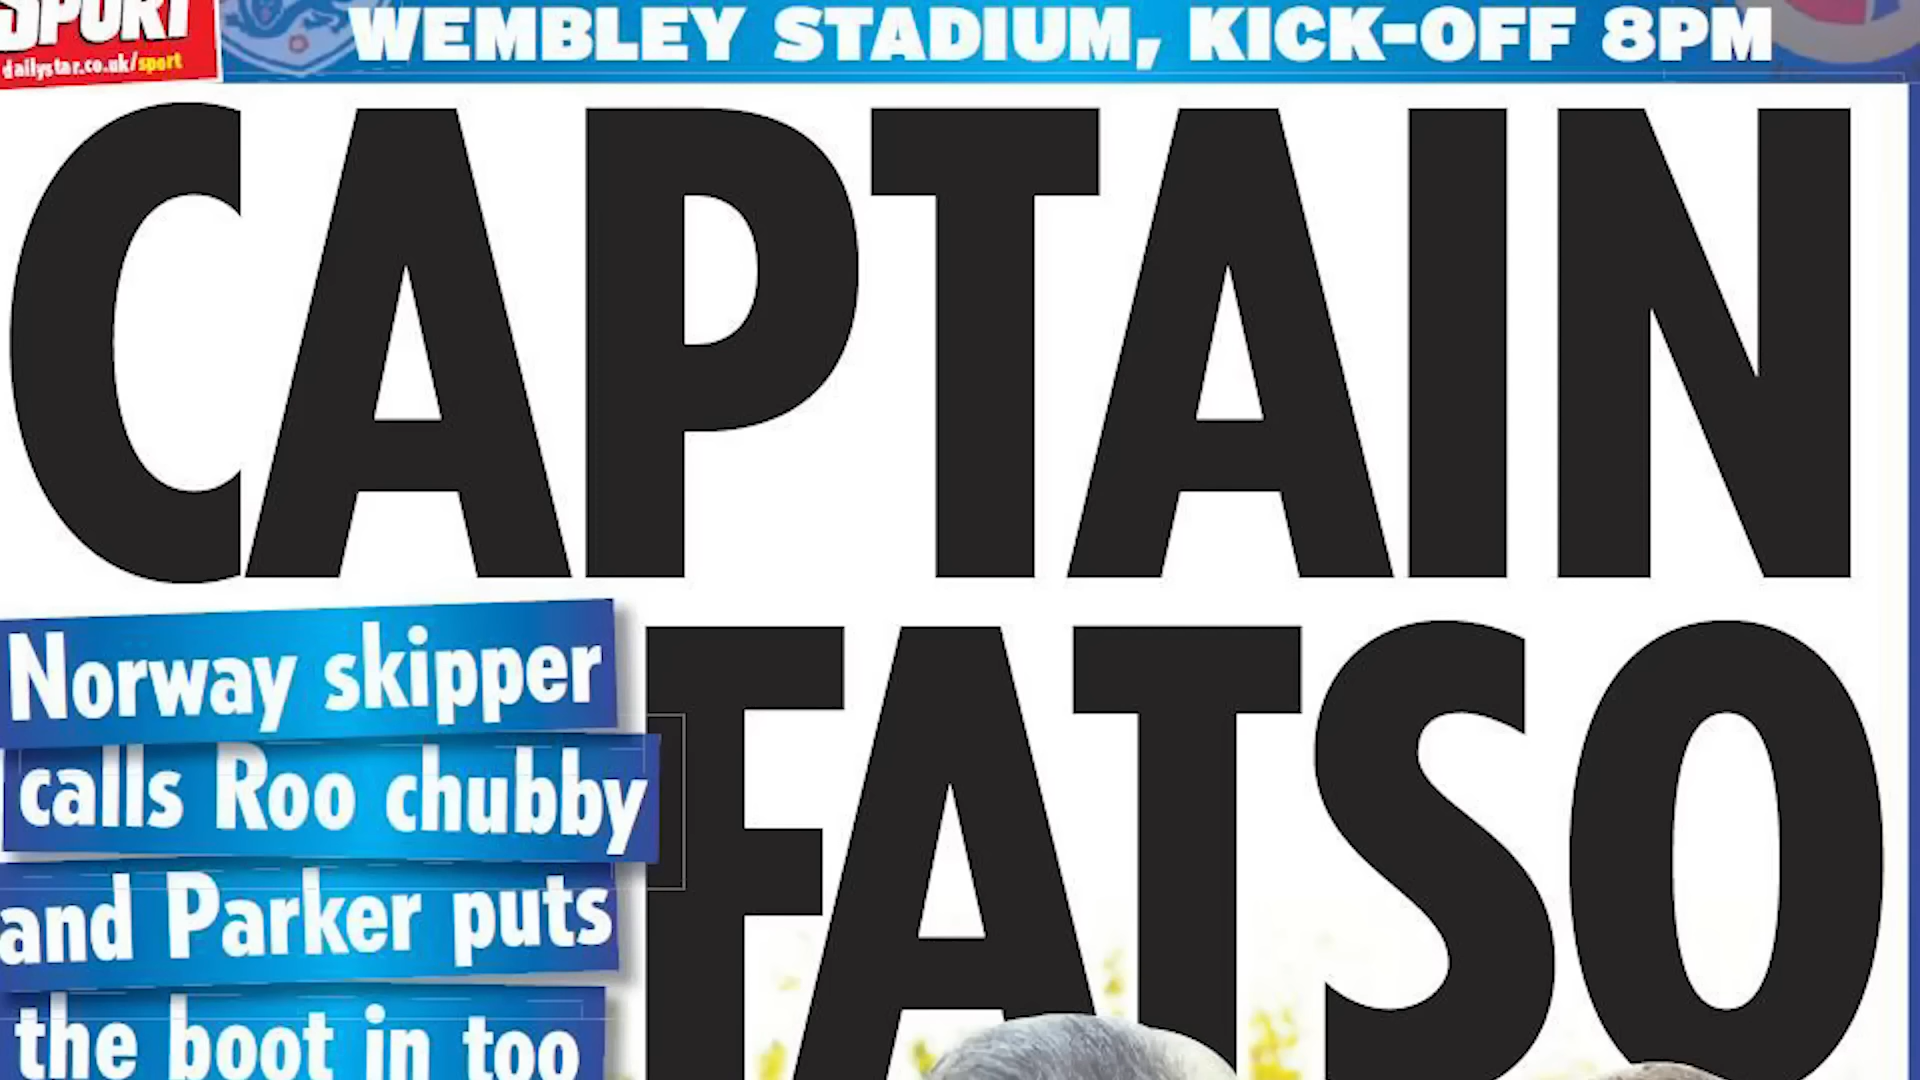 SPORT
dailystar.co.uk/sport
WEMBLEY STADIUM, KICK-OFF 8PM
CAPTAIN
FATSO
Norway skipper
calls Roo chubby
and Parker puts
the boot in too